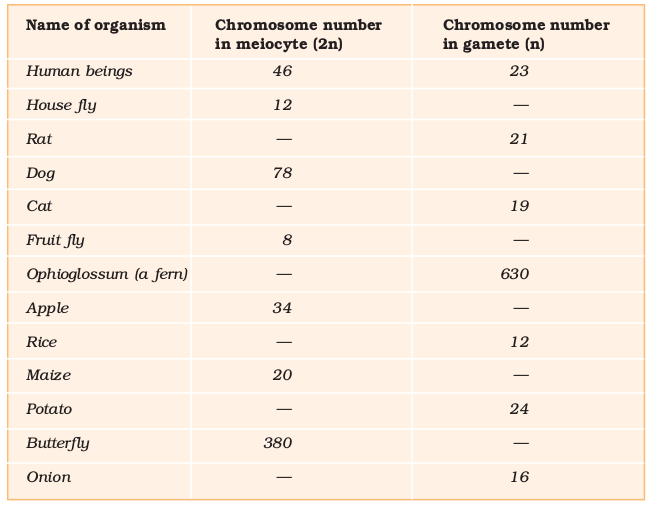 Name of organism Chromosome number Chromosome number
in meiocyte (2n) in gamete (n)
Human beings 46 23
House fly 12 —
Rat — 21
Dog 78 —
Cat — 19
Fruit fly 8 —
Ophioglossum (a fern) — 630
Apple 34 —
Rice — 12
Maize 20 —
Potato — 24
Butterfly 380 —
Onion — 16